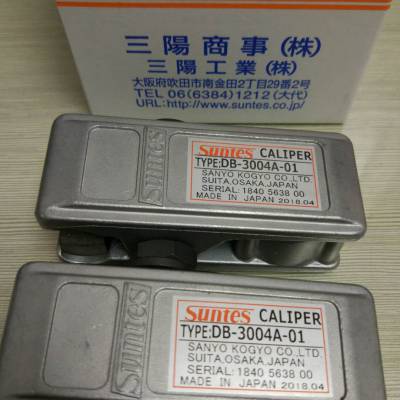 三陽商事(株)
三陽工業(株)
大阪府吹田市南金田2丁目29番2号
TEL 06(6384)1212(大代)
URL:http://www.suntes.co.jp/
Suntes
Suntes CALIPER
TYPE:DB-3004A-01
SANYO KOGYO CO.,LTD.
SUITA,OSAKA,JAPAN
SERIAL: 1840 5638 00
MADE IN JAPAN 2018.04
Suntes
Suntes CALIPER
TYPE:DB-3004A-01
SANYO KOGYO CO.,LTD.
SUITA,OSAKA,JAPAN
SERIAL: 1840 5638 00
MADE IN JAPAN 2018.04